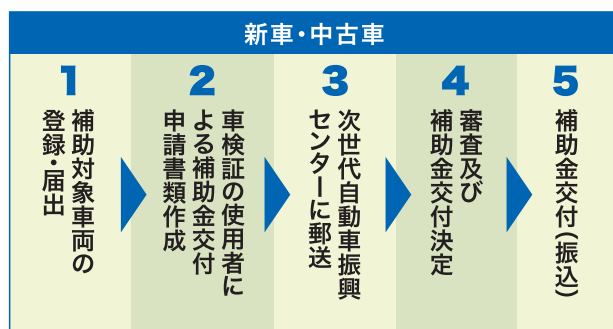 新車・中古車
1
補助対象車両の
登録・届出
2
車検証の使用者に
よる補助金交付
申請書類作成
3
次世代自動車振興
センターに郵送
4
審査及び
補助金交付決定
5
補助金交付(振込)